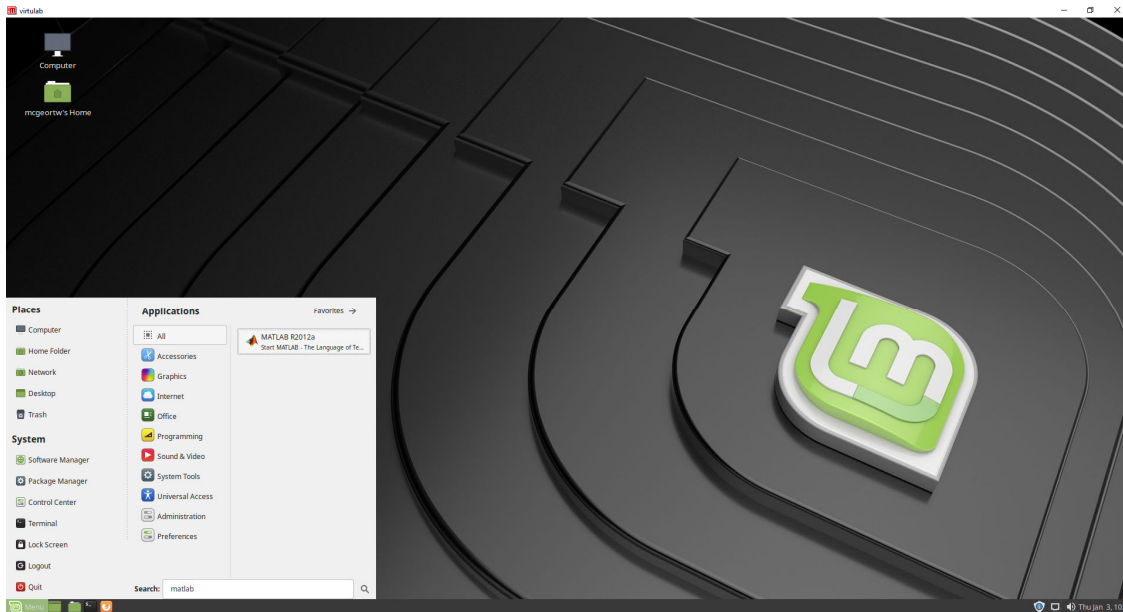 virtulab
Computer
mcgeortw's Home
Places
Computer
Home Folder
Network
Desktop
Trash
System
Software Manager
Package Manager
Control Center
Terminal
Lock Screen
Logout
Quit
Applications
Favorites
All
Accessories
Graphics
Internet
Office
Programming
Sound & Video
System Tools
Universal Access
Administration
Preferences
MATLAB R2012a
Start MATLAB - The Language of Te...
Search: matlab
Menu
Thu Jan 3, 10: